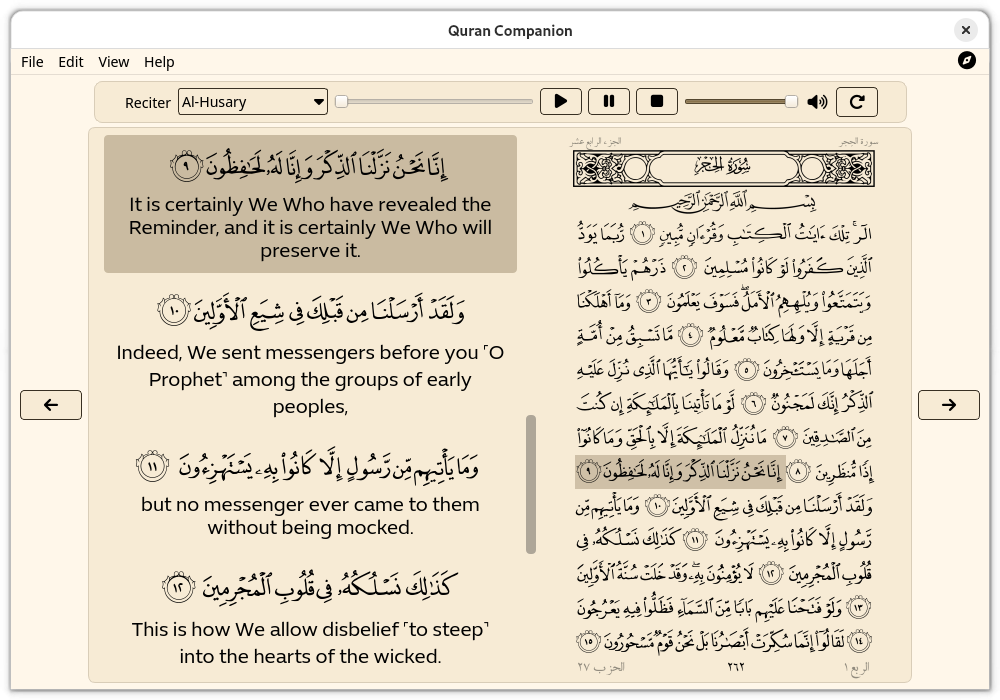 Quran Companion
File Edit View Help
Reciter Al-Husary
إِنَّا نَحْنُ نَزَّلْنَا ٱلذِّكْرَ وَإِنَّا لَهُۥ لَحَٰفِظُونَ ٩
It is certainly We Who have revealed the
Reminder, and it is certainly We Who will
preserve it.
وَلَقَدْ أَرْسَلْنَا مِن قَبْلِكَ فِى شِيَعِ ٱلْأَوَّلِينَ ١٠
Indeed, We sent messengers before you ˹O
Prophet˺ among the groups of early
peoples,
وَمَا يَأْتِيهِم مِّن رَّسُولٍ إِلَّا كَانُوا۟ بِهِۦ يَسْتَهْزِءُونَ ١١
but no messenger ever came to them
without being mocked.
كَذَٰلِكَ نَسْلُكُهُۥ فِى قُلُوبِ ٱلْمُجْرِمِينَ ١٢
This is how We allow disbelief ˹to steep˺
into the hearts of the wicked.
سورة الحجر الجزء الرابع عشر
سُورَةُ الحِجْرِ
بِسْمِ ٱللَّهِ ٱلرَّحْمَٰنِ ٱلرَّحِيمِ
الٓر ۚ تِلْكَ ءَايَٰتُ ٱلْكِتَٰبِ وَقُرْءَانٍ مُّبِينٍ ١ رُّبَمَا يَوَدُّ
ٱلَّذِينَ كَفَرُوا۟ لَوْ كَانُوا۟ مُسْلِمِينَ ٢ ذَرْهُمْ يَأْكُلُوا۟
وَيَتَمَتَّعُوا۟ وَيُلْهِهِمُ ٱلْأَمَلُ ۖ فَسَوْفَ يَعْلَمُونَ ٣ وَمَآ أَهْلَكْنَا
مِن قَرْيَةٍ إِلَّا وَلَهَا كِتَابٌ مَّعْلُومٌ ٤ مَّا تَسْبِقُ مِنْ أُمَّةٍ
أَجَلَهَا وَمَا يَسْتَـْٔخِرُونَ ٥ وَقَالُوا۟ يَٰٓأَيُّهَا ٱلَّذِى نُزِّلَ عَلَيْهِ
ٱلذِّكْرُ إِنَّكَ لَمَجْنُونٌ ٦ لَّوْ مَا تَأْتِينَا بِٱلْمَلَٰٓئِكَةِ إِن كُنتَ
مِنَ ٱلصَّٰدِقِينَ ٧ مَا نُنَزِّلُ ٱلْمَلَٰٓئِكَةَ إِلَّا بِٱلْحَقِّ وَمَا كَانُوٓا۟
إِذًا مُّنظَرِينَ ٨ إِنَّا نَحْنُ نَزَّلْنَا ٱلذِّكْرَ وَإِنَّا لَهُۥ لَحَٰفِظُونَ ٩
وَلَقَدْ أَرْسَلْنَا مِن قَبْلِكَ فِى شِيَعِ ٱلْأَوَّلِينَ ١٠ وَمَا يَأْتِيهِم مِّن
رَّسُولٍ إِلَّا كَانُوا۟ بِهِۦ يَسْتَهْزِءُونَ ١١ كَذَٰلِكَ نَسْلُكُهُۥ فِى
قُلُوبِ ٱلْمُجْرِمِينَ ١٢ لَا يُؤْمِنُونَ بِهِۦ ۖ وَقَدْ خَلَتْ سُنَّةُ ٱلْأَوَّلِينَ
١٣ وَلَوْ فَتَحْنَا عَلَيْهِم بَابًا مِّنَ ٱلسَّمَآءِ فَظَلُّوا۟ فِيهِ يَعْرُجُونَ
١٤ لَقَالُوٓا۟ إِنَّمَا سُكِّرَتْ أَبْصَٰرُنَا بَلْ نَحْنُ قَوْمٌ مَّسْحُورُونَ ١٥
الربع ١ ٢٦٢ الحزب ٢٧